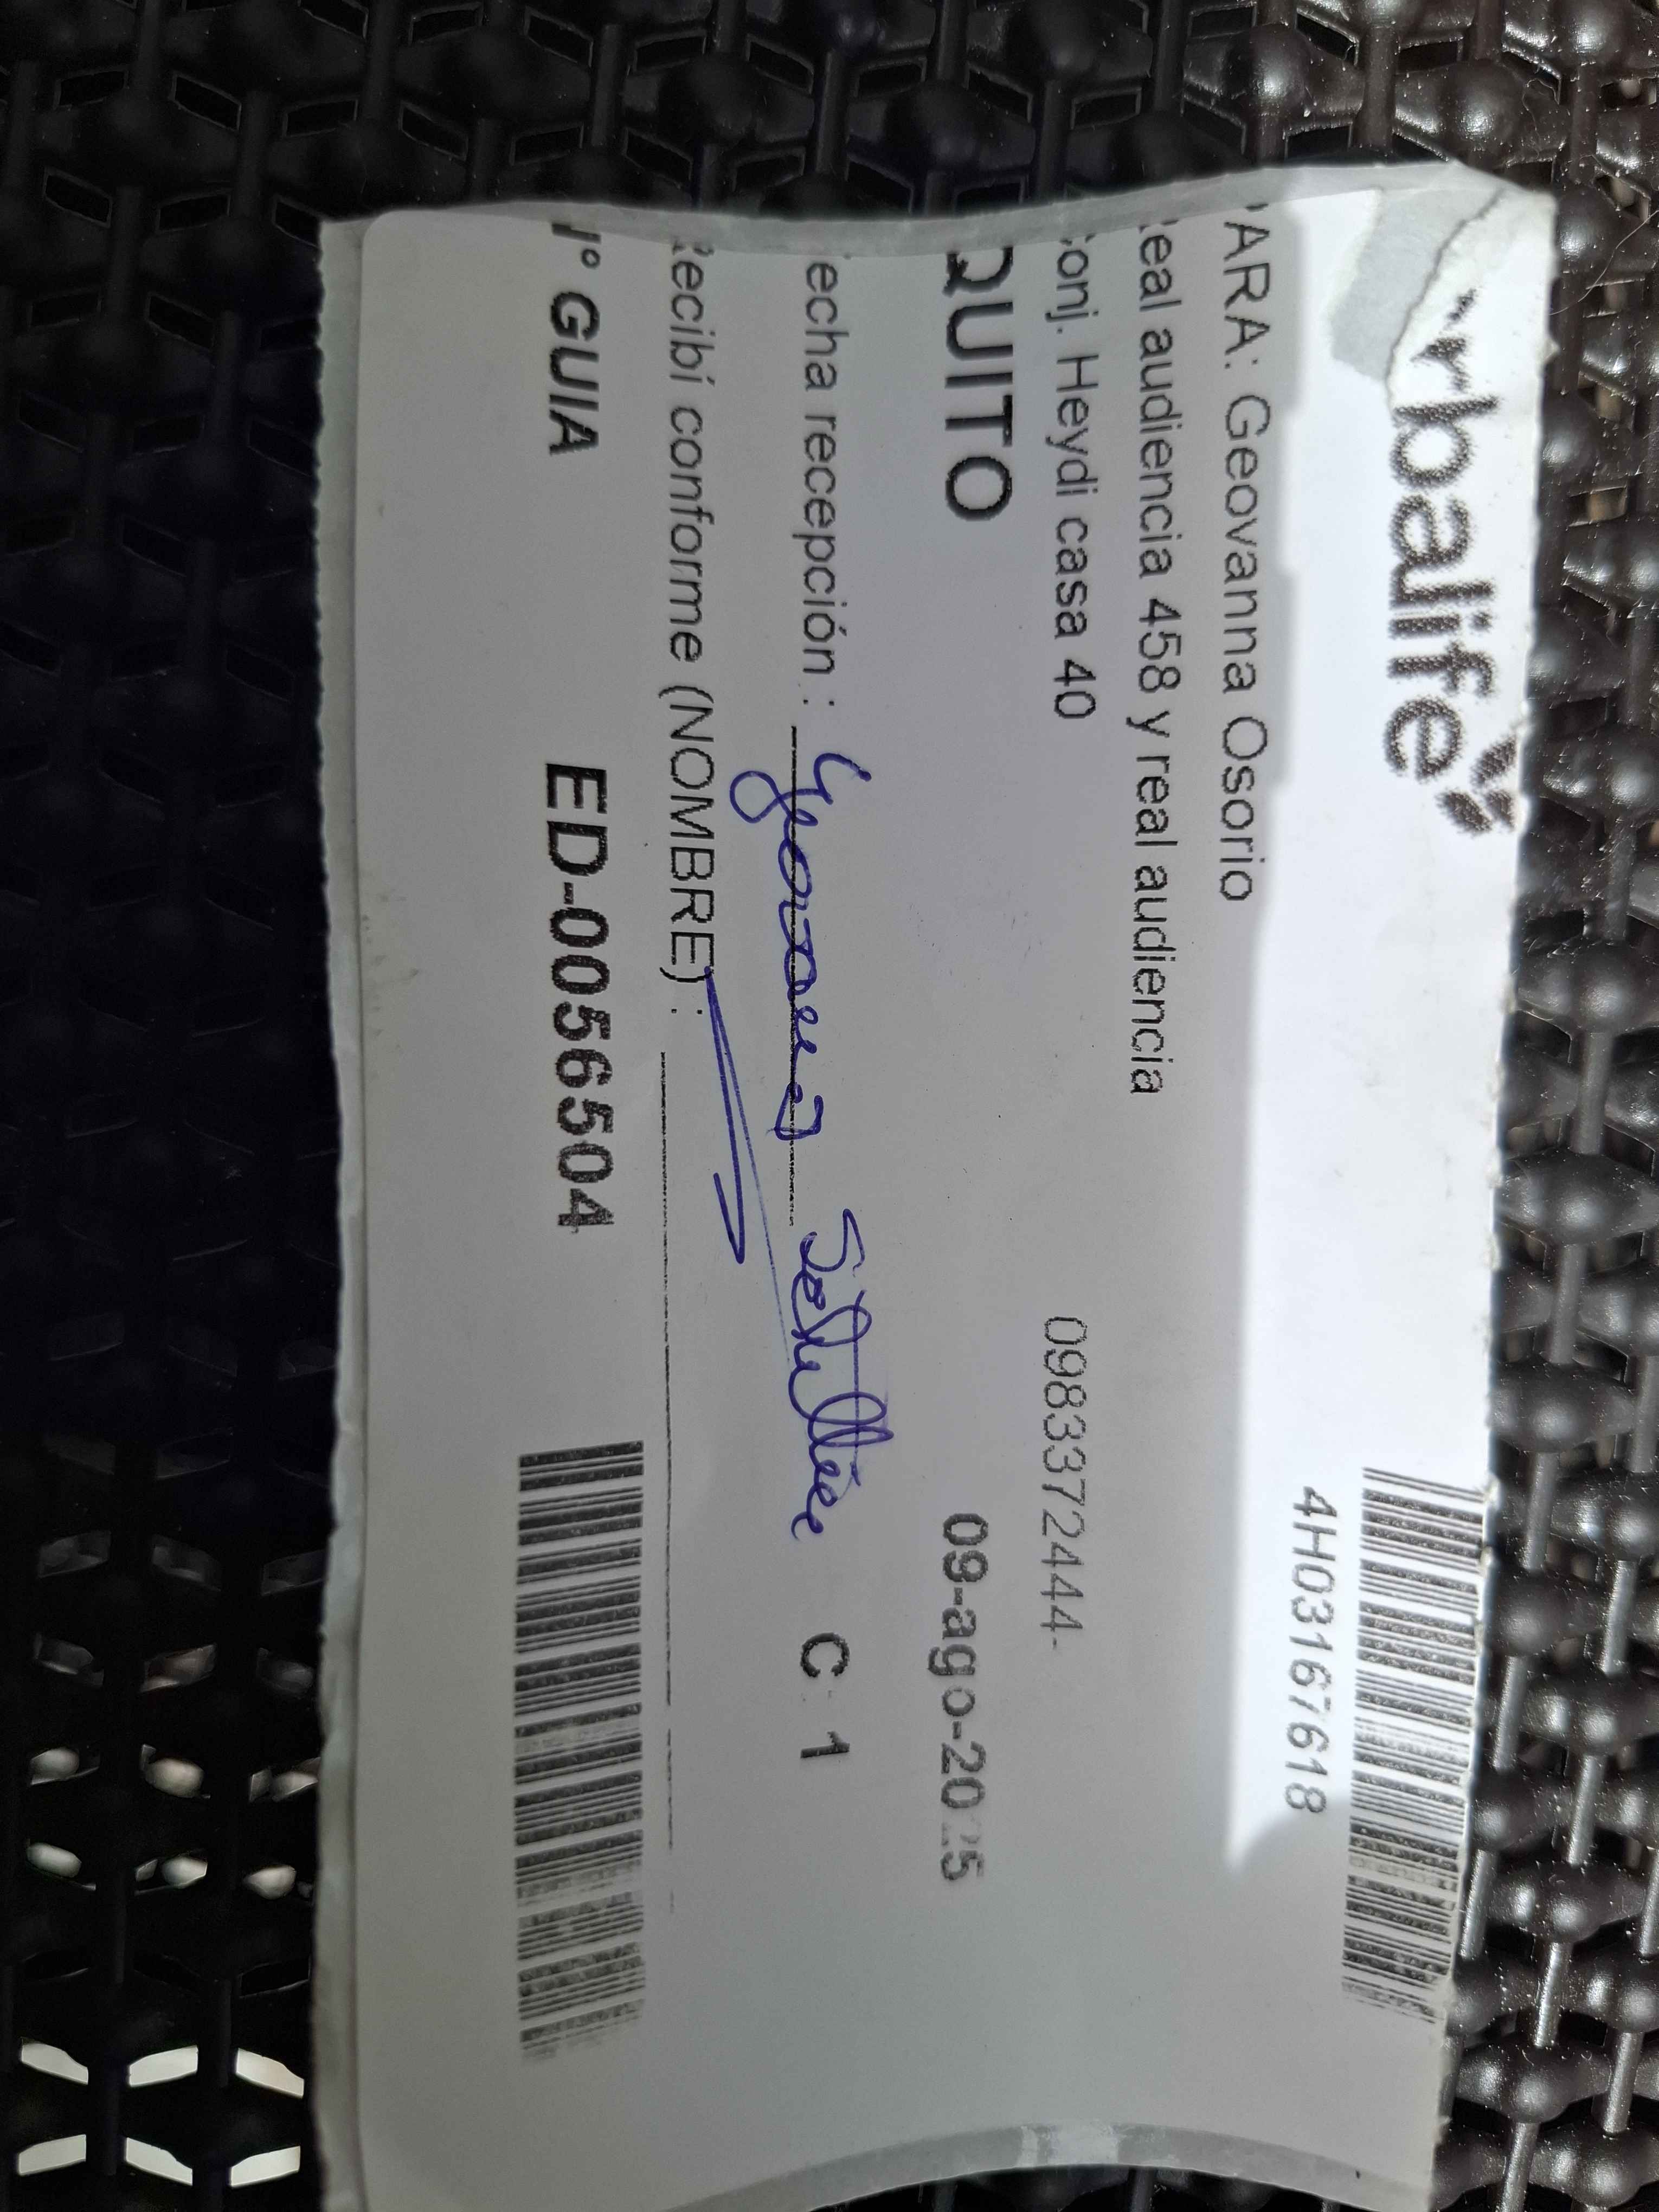 rbalife
4H03167618
PARA: Geovanna Osorio
Real audiencia 458 y real audiencia
Conj. Heydi casa 40
0983372444-
QUITO
09-ago-2025
echa recepción :
C: 1
Recibí conforme (NOMBRE) :
N° GUIA
ED-0056504